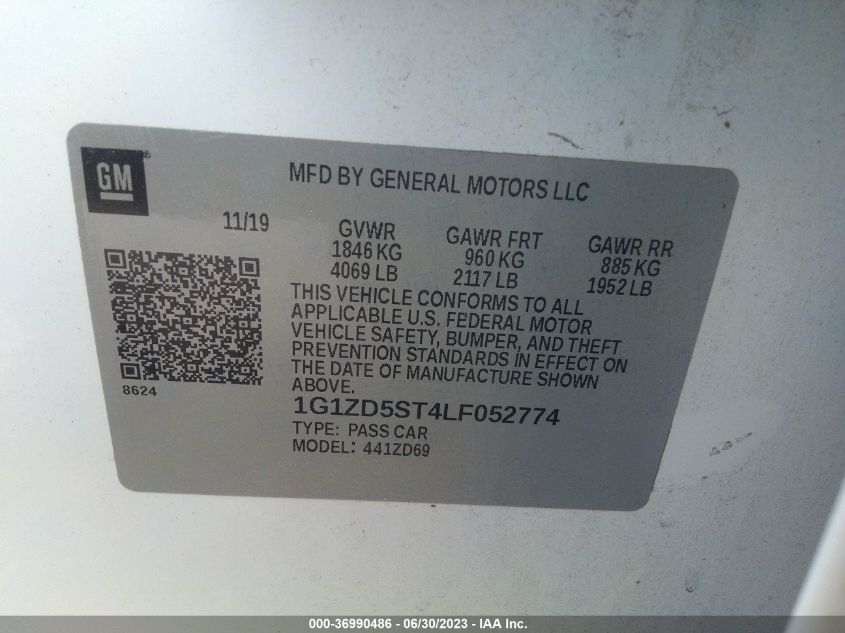 GM
MFD BY GENERAL MOTORS LLC
11/19
GVWR
1846 KG
4069 LB
GAWR FRT
960 KG
2117 LB
GAWR RR
885 KG
1952 LB
THIS VEHICLE CONFORMS TO ALL
APPLICABLE U.S. FEDERAL MOTOR
VEHICLE SAFETY, BUMPER, AND THEFT
PREVENTION STANDARDS IN EFFECT ON
THE DATE OF MANUFACTURE SHOWN
ABOVE.
8624
1G1ZD5ST4LF052774
TYPE: PASS CAR
MODEL: 441ZD69
000-36990486 - 06/30/2023 - IAA Inc.